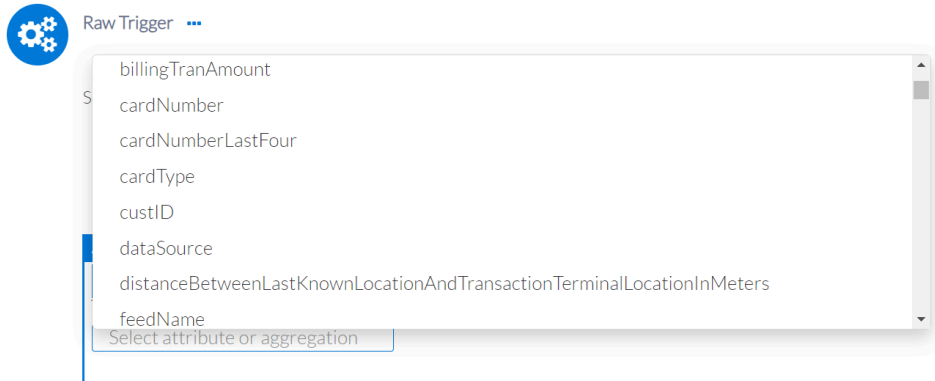 Raw Trigger
billingTranAmount
S
cardNumber
cardNumberLastFour
cardType
custID
dataSource
distanceBetweenLastKnownLocationAndTransactionTerminalLocationInMeters
feedName
Select attribute or aggregation